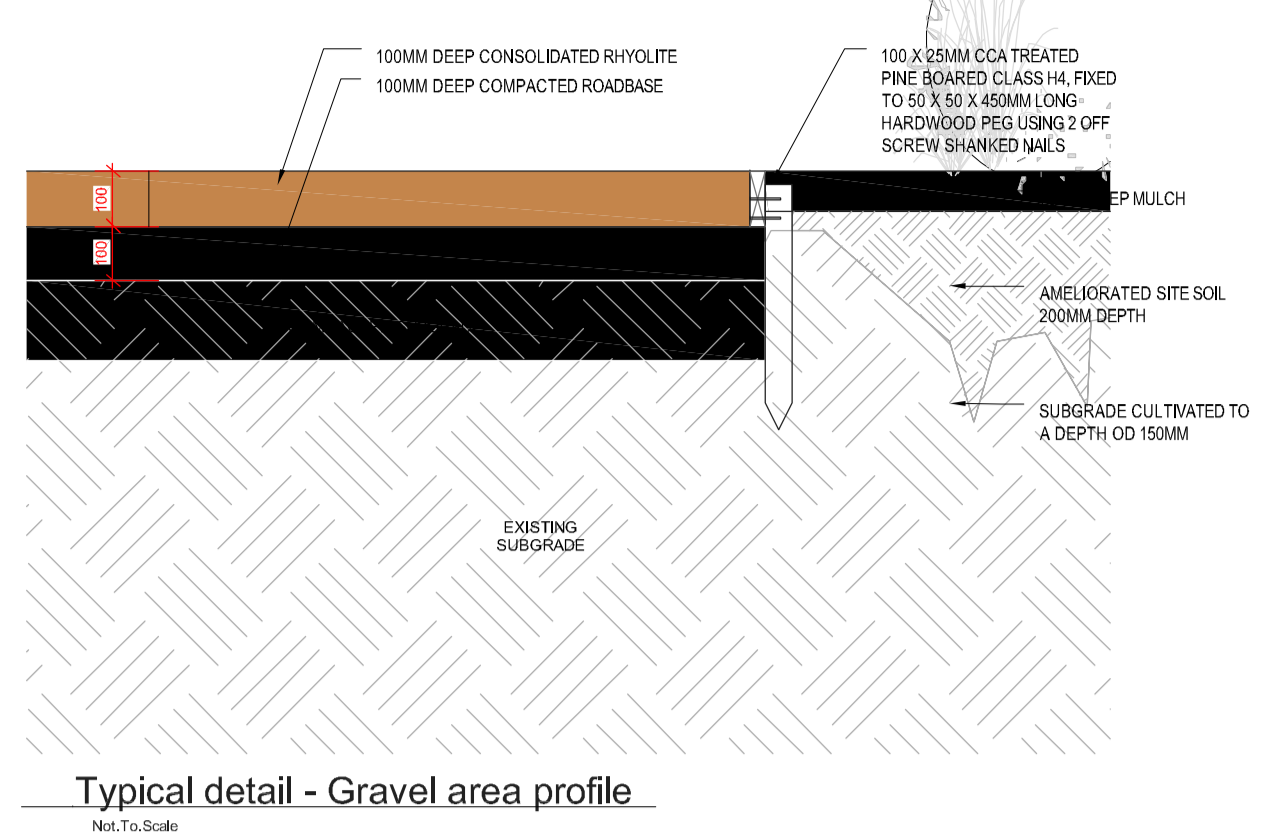 100MM DEEP CONSOLIDATED RHYOLITE
100MM DEEP COMPACTED ROADBASE
100 X 25MM CCA TREATED
PINE BOARED CLASS H4, FIXED
TO 50 X 50 X 450MM LONG
HARDWOOD PEG USING 2 OFF
SCREW SHANKED NAILS
100
100
EP MULCH
AMELIORATED SITE SOIL
200MM DEPTH
SUBGRADE CULTIVATED TO
A DEPTH OD 150MM
EXISTING
SUBGRADE
Typical detail - Gravel area profile
Not.To.Scale